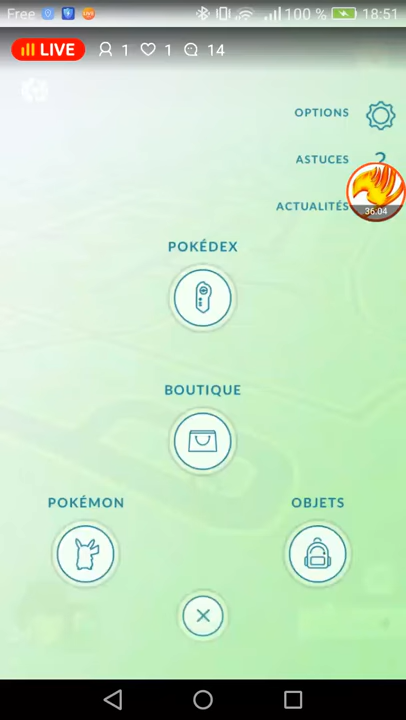 Free 100 % 18:51
LIVE 1 1 14
OPTIONS
ASTUCES ?
ACTUALITÉS
36:04
POKÉDEX
BOUTIQUE
POKÉMON OBJETS